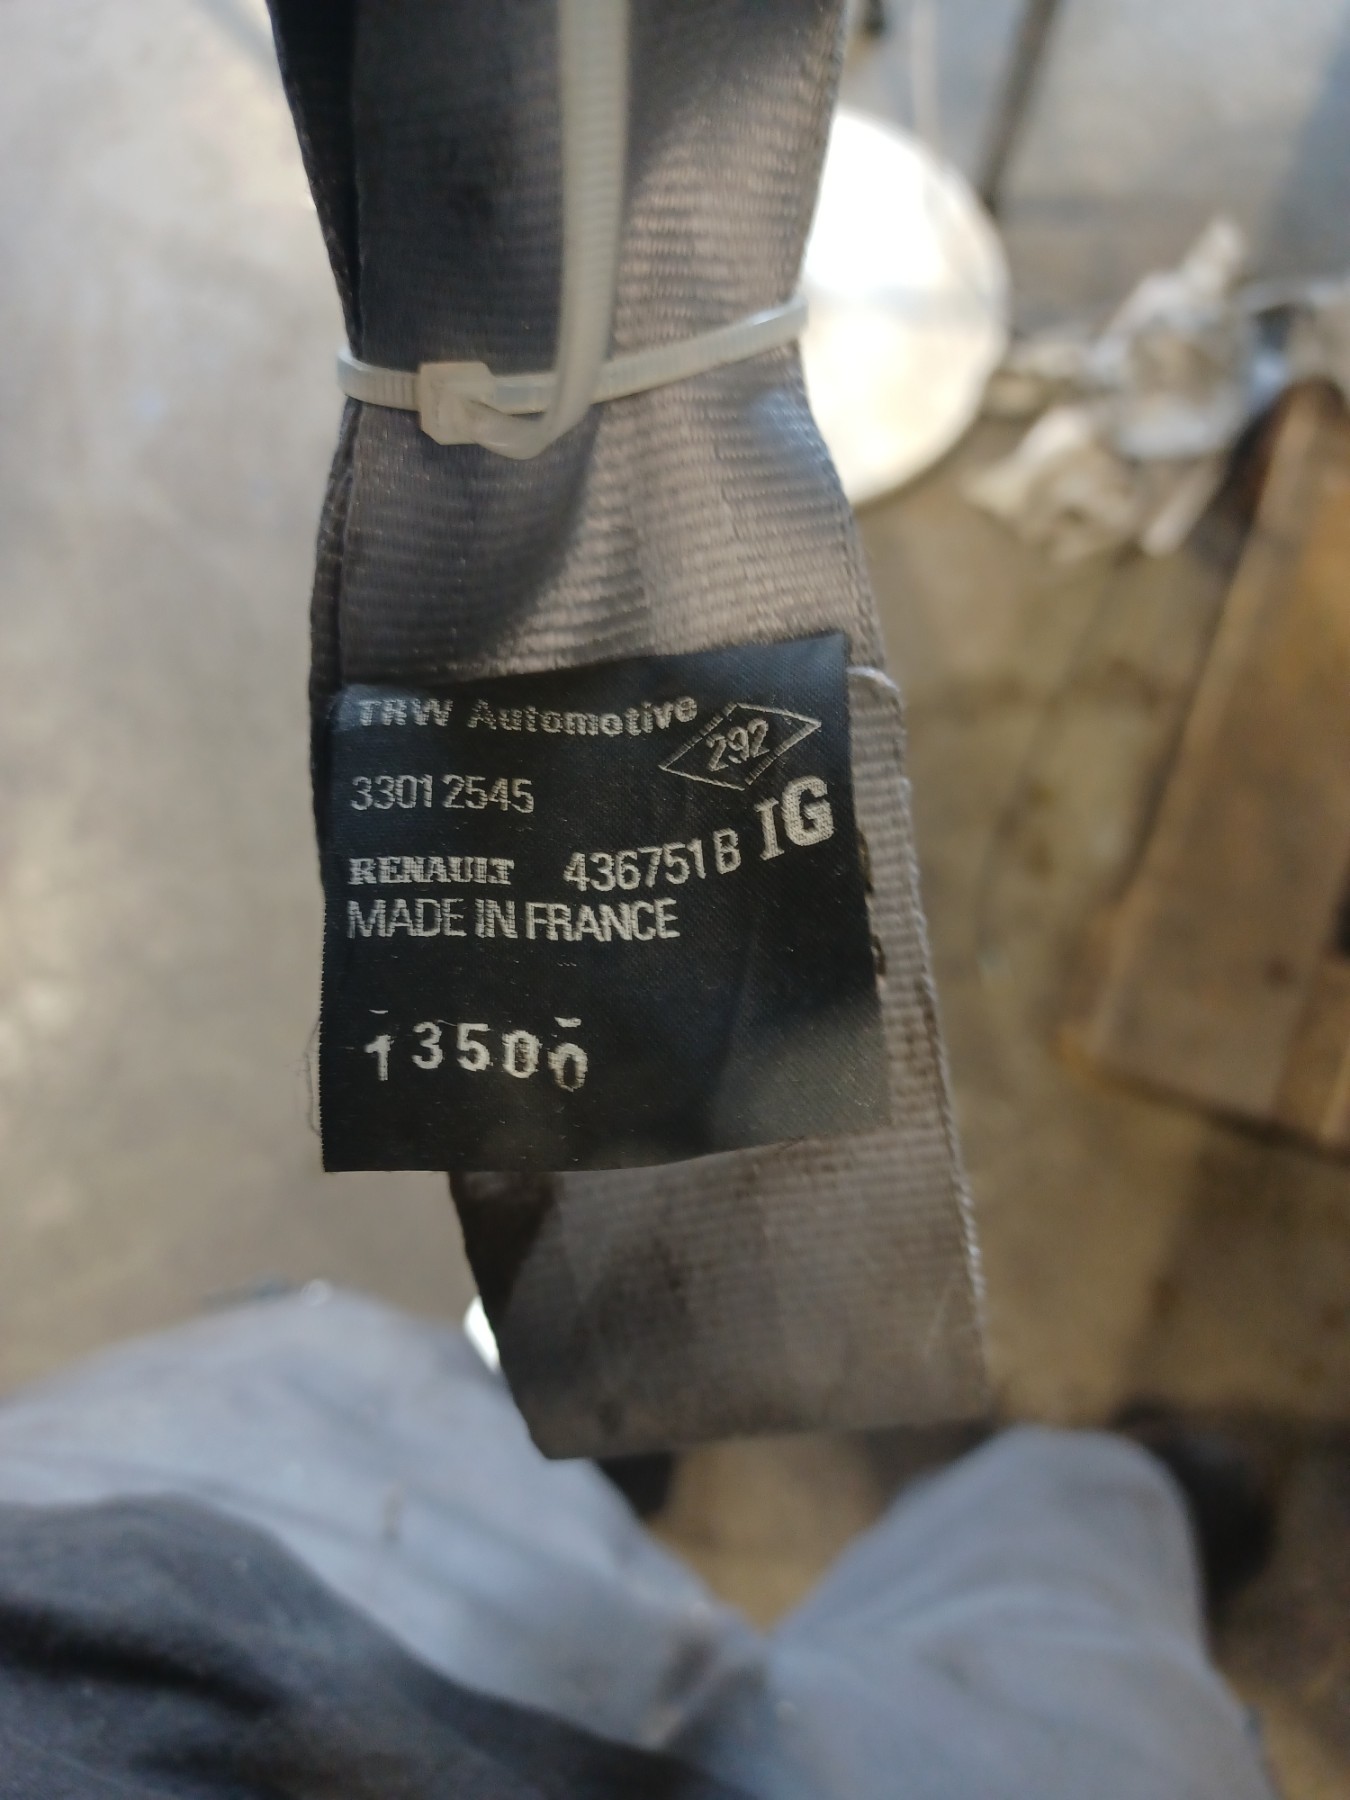 TRW Automotive
292
33012545
IG
RENAULT 436751B
MADE IN FRANCE
13500